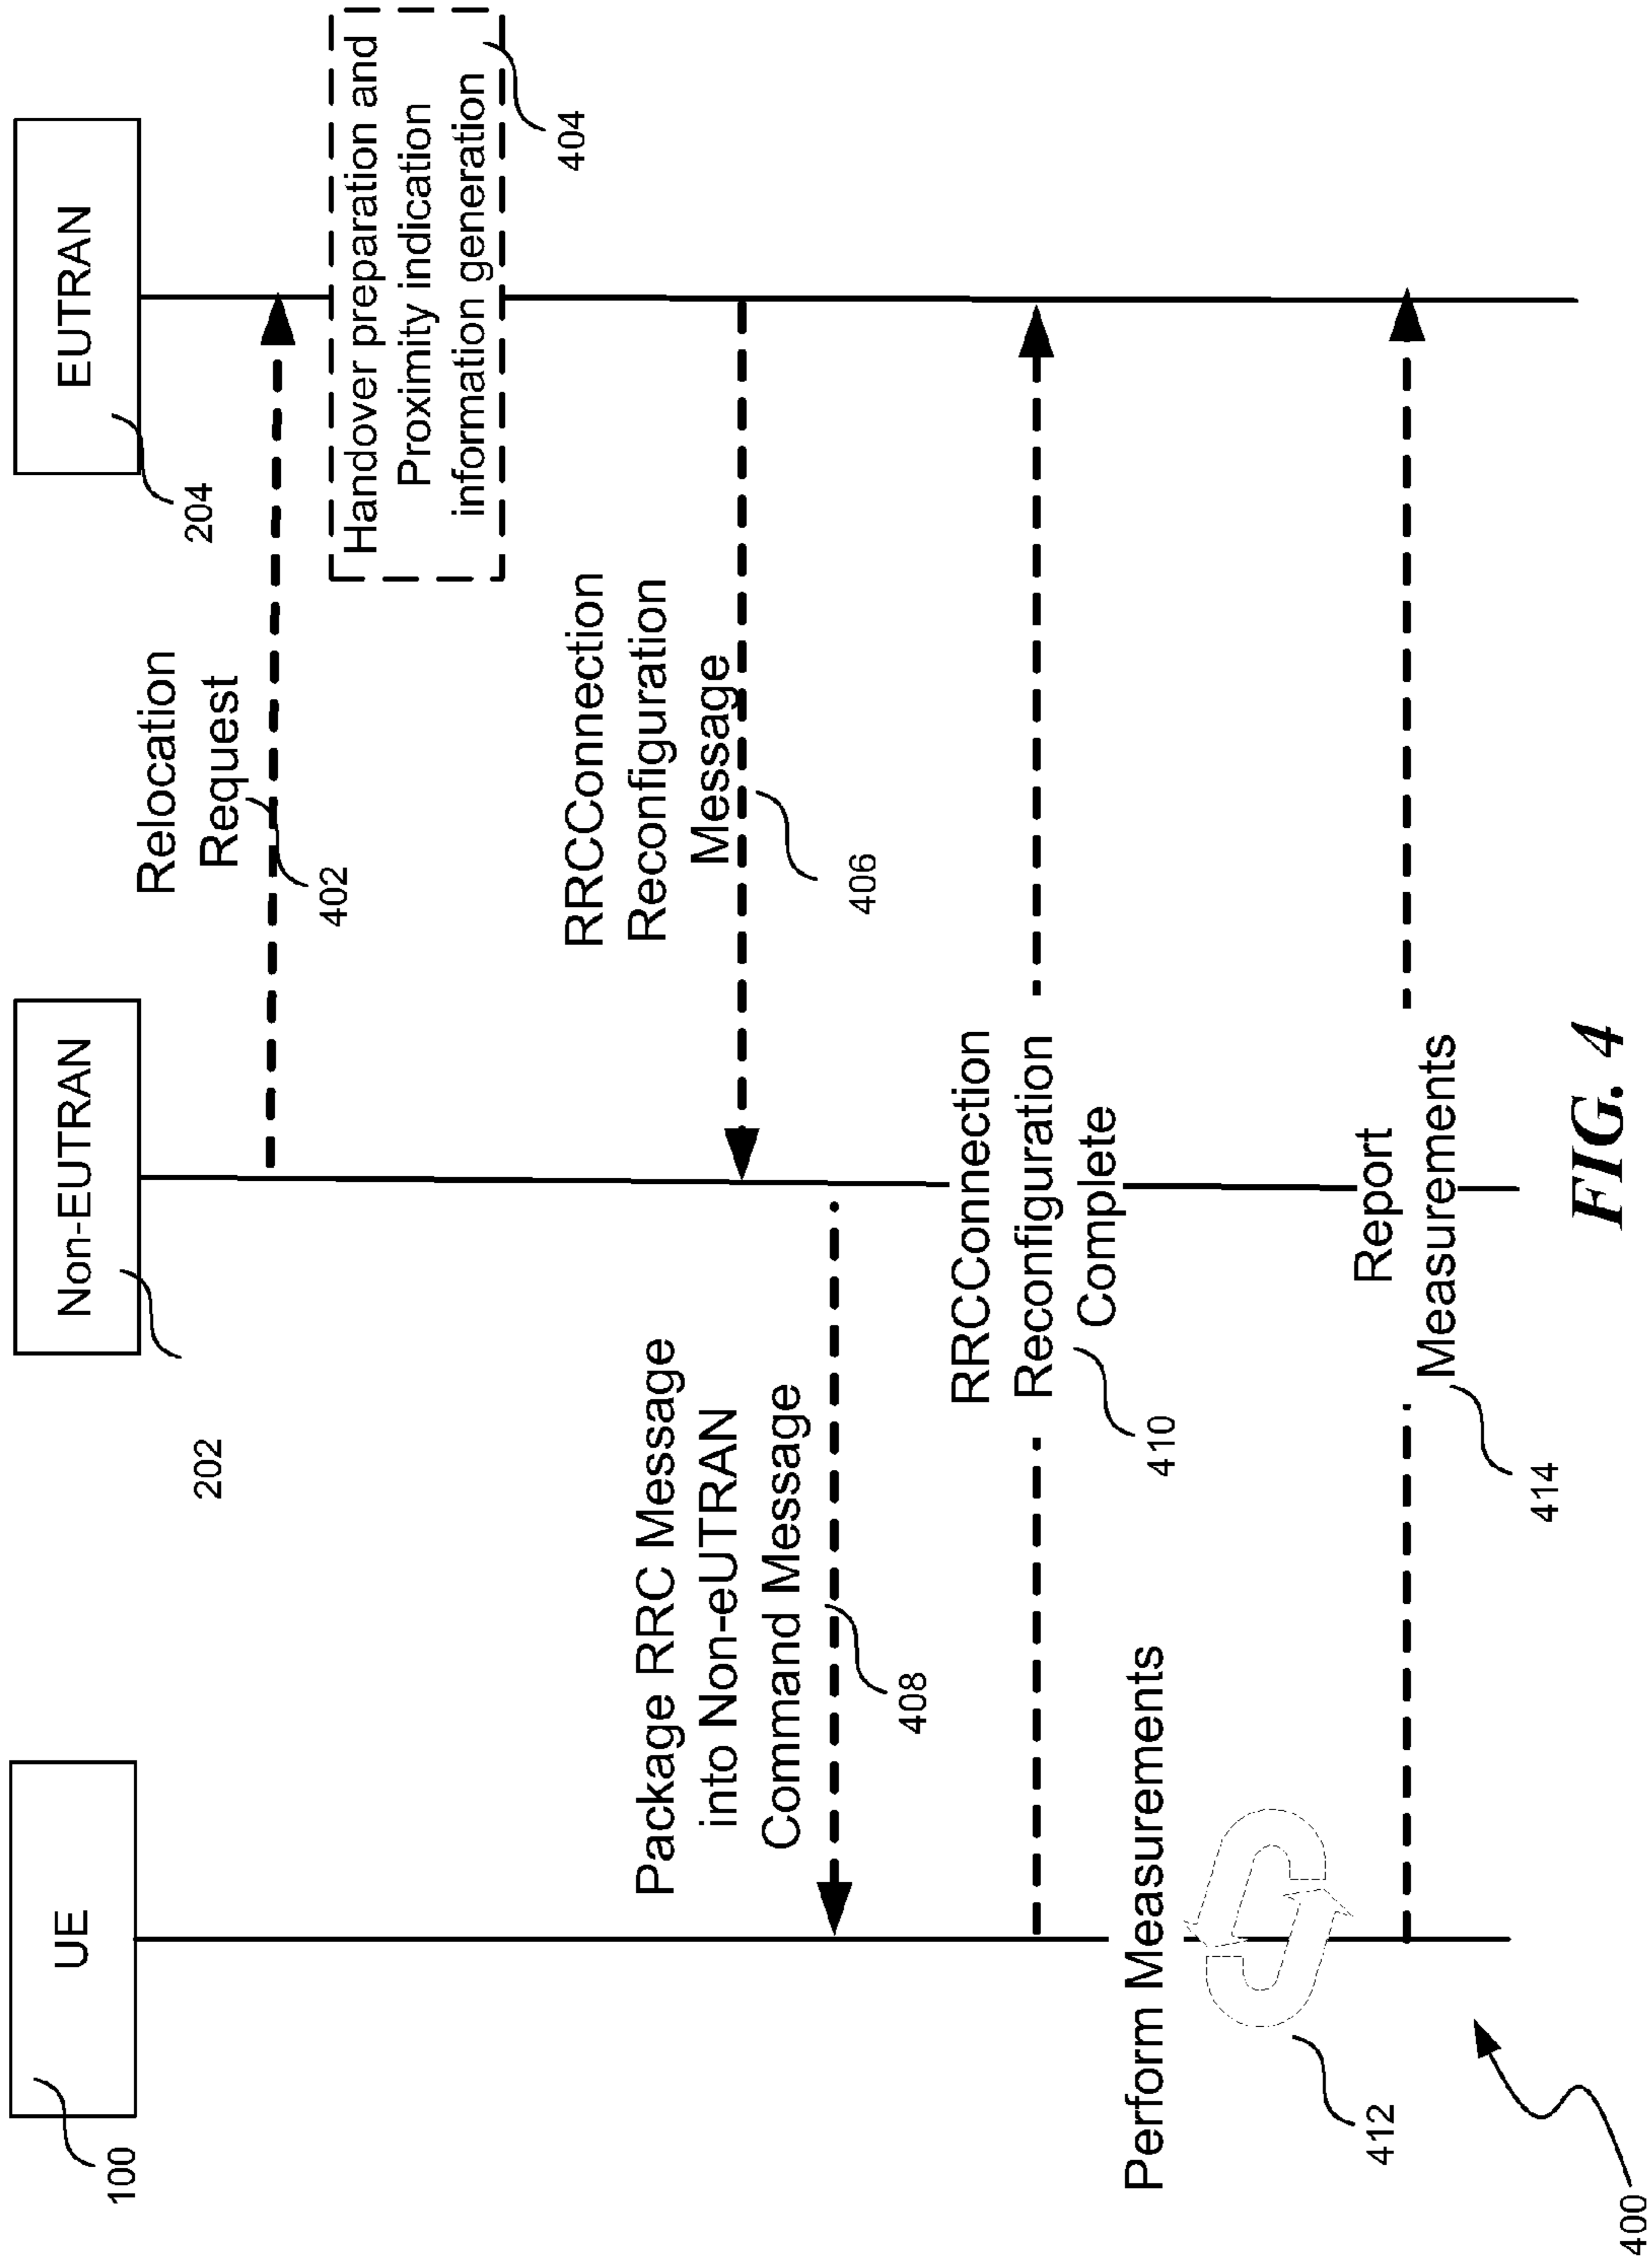 UE
100
Non-EUTRAN
202
EUTRAN
204
Relocation
Request
402
Handover preparation and
Proximity indication
information generation
404
RRCConnection
Reconfiguration
Message
406
Package RRC Message
into Non-eUTRAN
Command Message
408
RRCConnection
Reconfiguration
Complete
410
Perform Measurements
412
Report
Measurements
414
400
FIG. 4